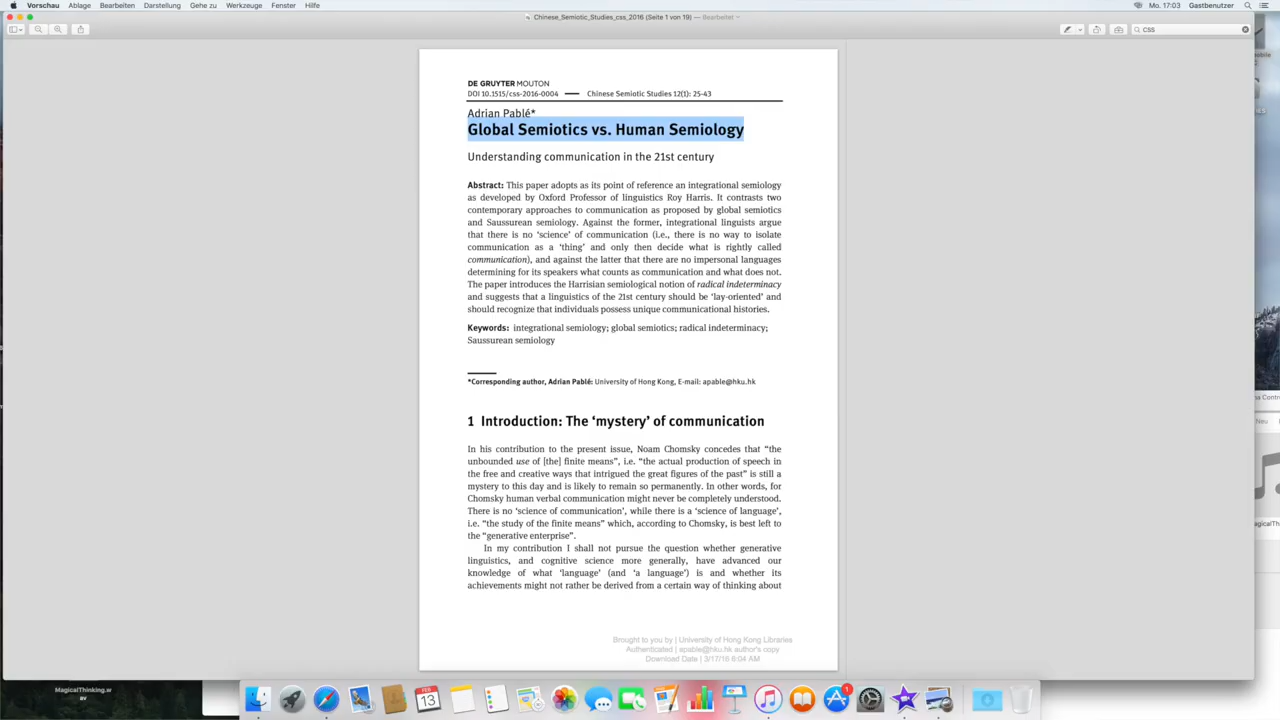 Vorschau Ablage Bearbeiten Darstellung Gehe zu Werkzeuge Fenster Hilfe Mo. 17:03 Gastbenutzer
Chinese_Semiotic_Studies_css_2016 (Seite 1 von 19) — Bearbeitet
CSS
DE GRUYTER MOUTON
DOI 10.1515/css-2016-0004 — Chinese Semiotic Studies 12(1): 25-43
Adrian Pablé*
Global Semiotics vs. Human Semiology
Understanding communication in the 21st century
Abstract: This paper adopts as its point of reference an integrational semiology
as developed by Oxford Professor of linguistics Roy Harris. It contrasts two
contemporary approaches to communication as proposed by global semiotics
and Saussurean semiology. Against the former, integrational linguists argue
that there is no ‘science’ of communication (i.e., there is no way to isolate
communication as a ‘thing’ and only then decide what is rightly called
communication), and against the latter that there are no impersonal languages
determining for its speakers what counts as communication and what does not.
The paper introduces the Harrisian semiological notion of radical indeterminacy
and suggests that a linguistics of the 21st century should be ‘lay-oriented’ and
should recognize that individuals possess unique communicational histories.
Keywords: integrational semiology; global semiotics; radical indeterminacy;
Saussurean semiology
*Corresponding author, Adrian Pablé: University of Hong Kong, E-mail: apable@hku.hk
1 Introduction: The ‘mystery’ of communication
In his contribution to the present issue, Noam Chomsky concedes that “the
unbounded use of [the] finite means”, i.e. “the actual production of speech in
the free and creative ways that intrigued the great figures of the past” is still a
mystery to this day and is likely to remain so permanently. In other words, for
Chomsky human verbal communication might never be completely understood.
There is no ‘science of communication’, while there is a ‘science of language’,
i.e. “the study of the finite means” which, according to Chomsky, is best left to
the “generative enterprise”.
In my contribution I shall not pursue the question whether generative
linguistics, and cognitive science more generally, have advanced our
knowledge of what ‘language’ (and ‘a language’) is and whether its
achievements might not rather be derived from a certain way of thinking about
Brought to you by | University of Hong Kong Libraries
Authenticated | apable@hku.hk author's copy
Download Date | 3/17/16 6:04 AM
MagicalThinking.w
av
FEB
13
1